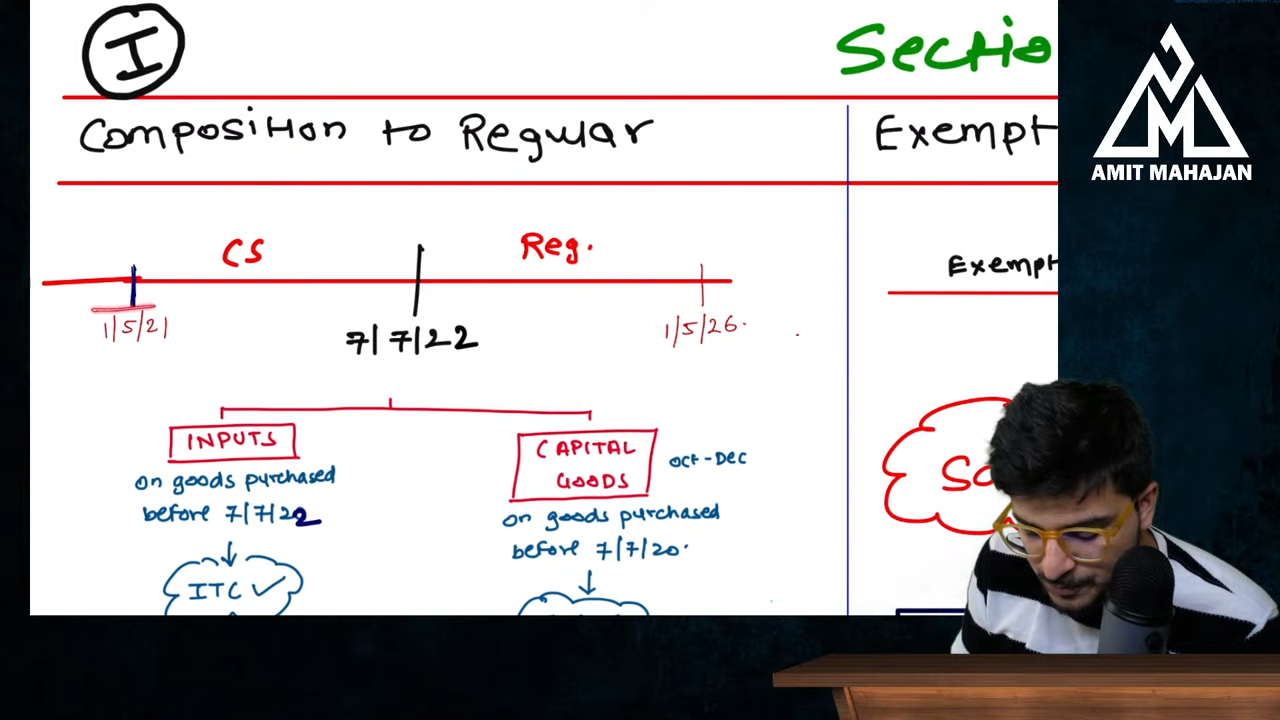 I
Sectio
Composition to Regular
Exempt
CS
Reg.
Exempt
1/5/21
7/7/22
1/5/26.
INPUTS
on goods purchased
before 7/7/22
ITC ✓
CAPITAL
GOODS
Oct-Dec
on goods purchased
before 7/7/20.
AMIT MAHAJAN